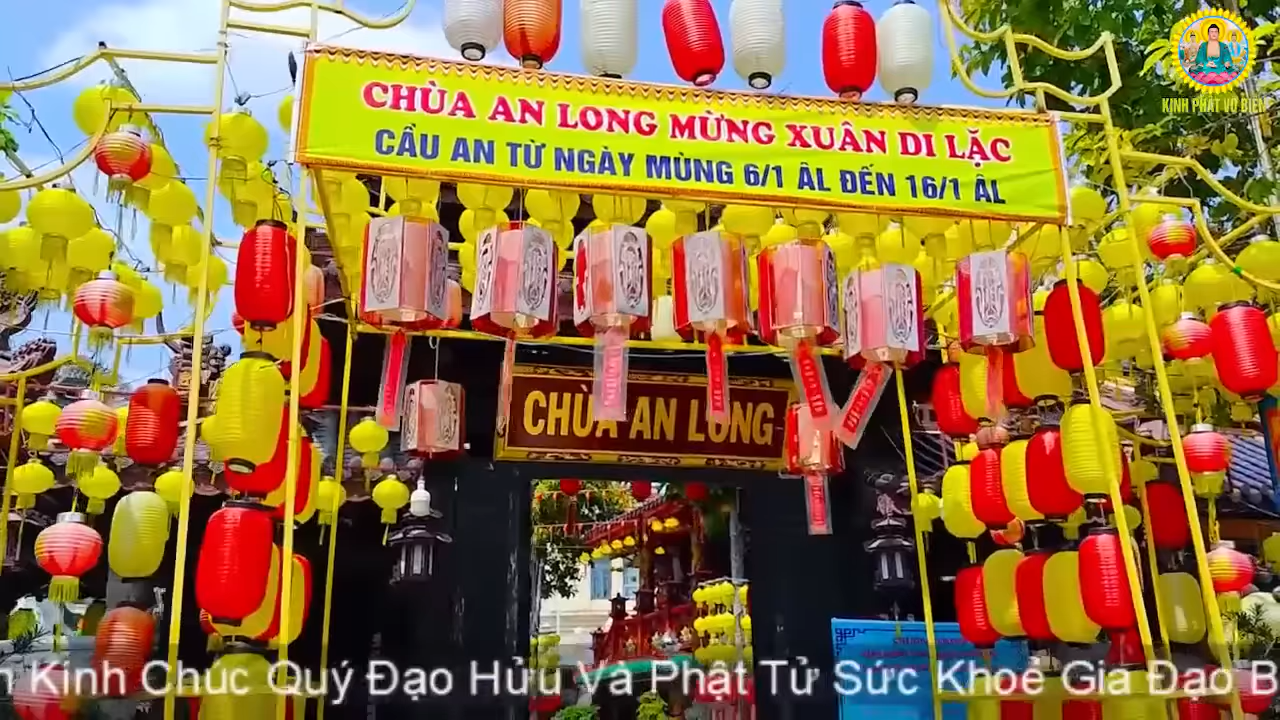 KINH PHẬT VÔ BIÊN
CHÙA AN LONG MỪNG XUÂN DI LẶC
CẦU AN TỪ NGÀY MÙNG 6/1 ÂL ĐẾN 16/1 ÂL
CHÙA AN LONG
Kinh Chúc Quý Đạo Hửu Và Phật Tử Sức Khoẻ Gia Đạo B